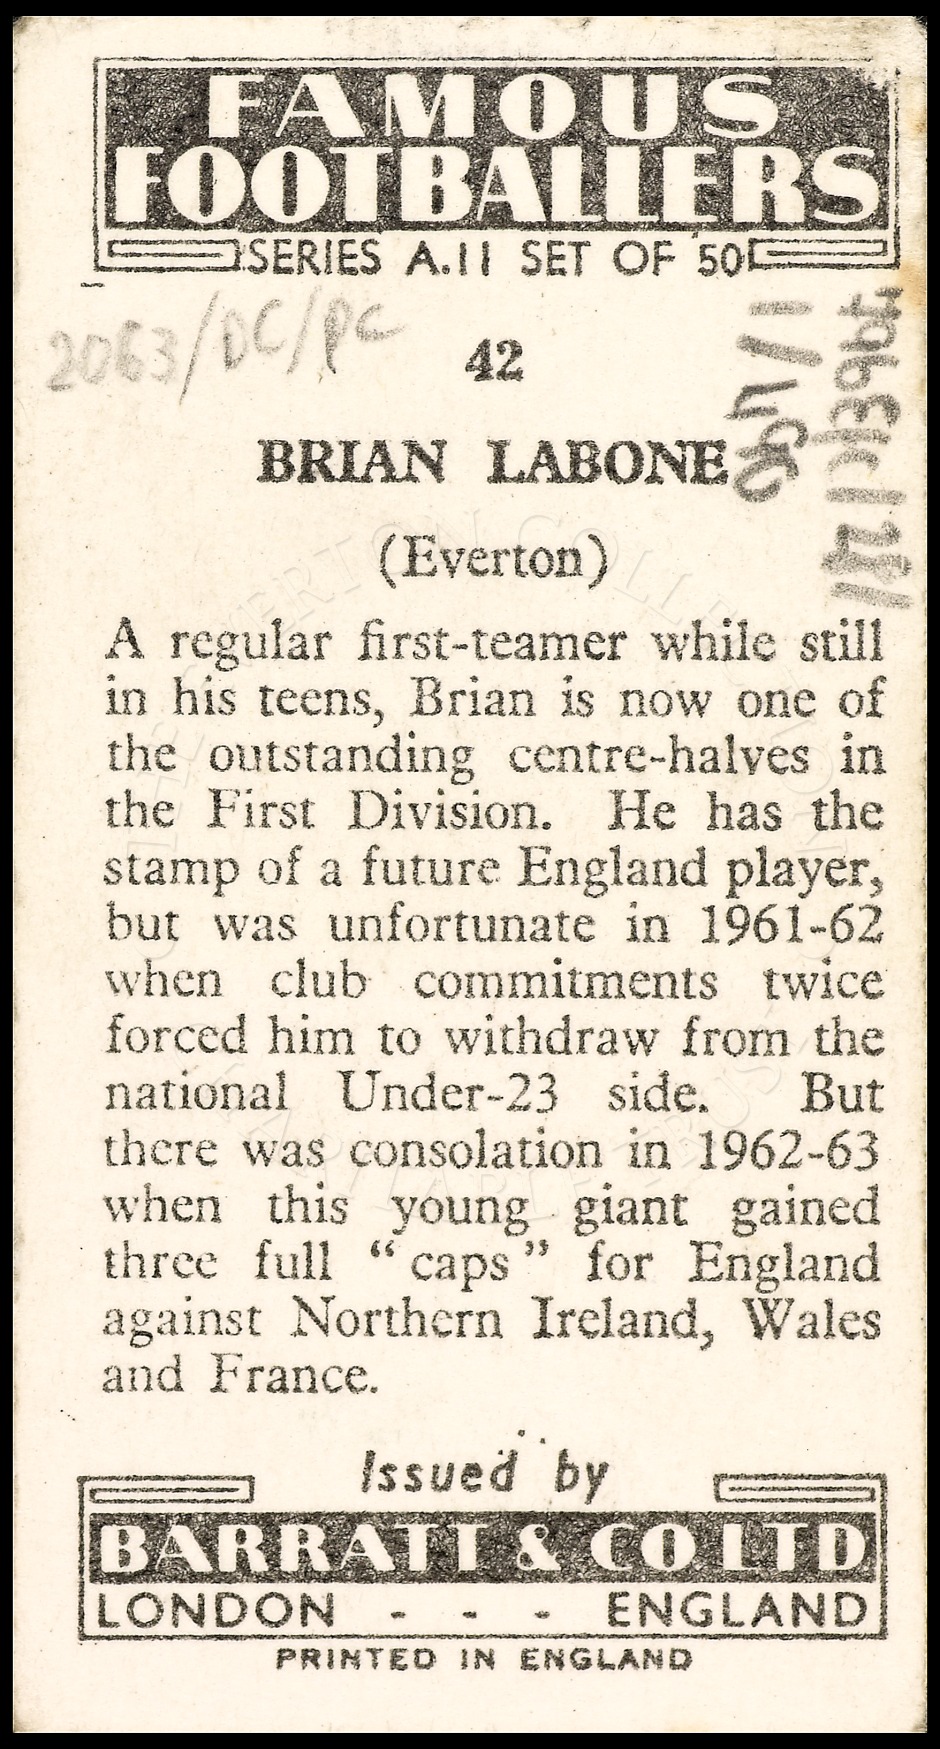 FAMOUS
FOOTBALLERS
SERIES A.11 SET OF 50
2063/DC/PC
42
BRIAN LABONE
(Everton)
A regular first-teamer while still
in his teens, Brian is now one of
the outstanding centre-halves in
the First Division. He has the
stamp of a future England player,
but was unfortunate in 1961-62
when club commitments twice
forced him to withdraw from the
national Under-23 side. But
there was consolation in 1962-63
when this young giant gained
three full “caps” for England
against Northern Ireland, Wales
and France.
Issued by
BARRATT & CO LTD
LONDON - - - ENGLAND
PRINTED IN ENGLAND